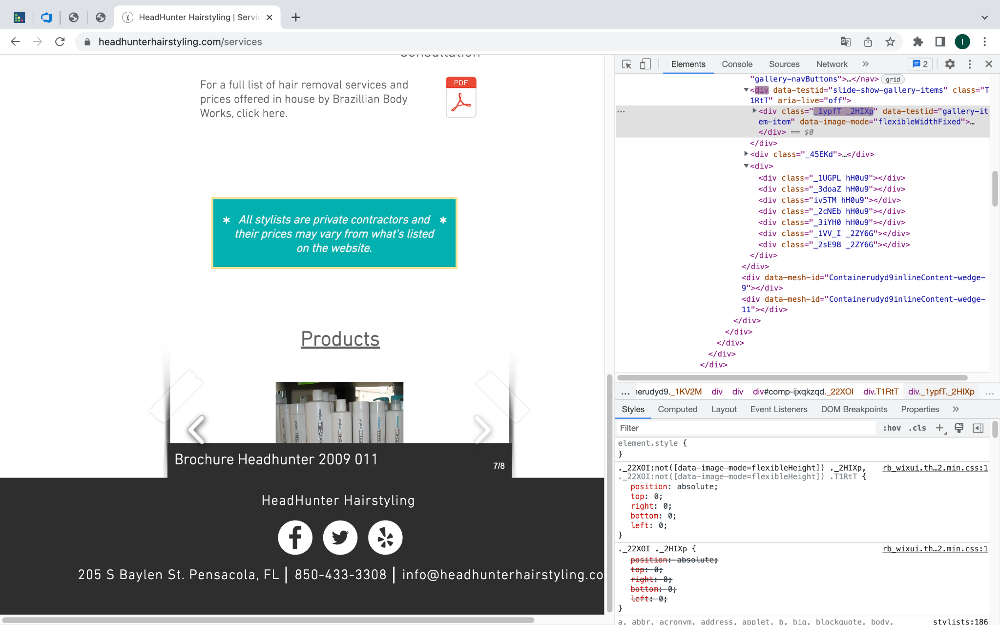 HeadHunter Hairstyling | Servic
headhunterhairstyling.com/services
I
Consultation
For a full list of hair removal services and
prices offered in house by Brazillian Body
Works, click here.
PDF
* All stylists are private contractors and *
their prices may vary from what's listed
on the website.
Products
MITCHELL
Brochure Headhunter 2009 011
7/8
HeadHunter Hairstyling
205 S Baylen St. Pensacola, FL | 850-433-3308 | info@headhunterhairstyling.co
Elements Console Sources Network » 2
"gallery-navButtons">…</nav> grid
<div data-testid="slide-show-gallery-items" class="T
1RtT" aria-live="off">
<div class="_1ypfT _2HIXp" data-testid="gallery-it
em-item" data-image-mode="flexibleWidthFixed">…
</div> == $0
</div>
<div class="_45EKd">…</div>
<div>
<div class="_1UGPL hH0u9"></div>
<div class="_3doaZ hH0u9"></div>
<div class="iv5TM hH0u9"></div>
<div class="_2cNEb hH0u9"></div>
<div class="_3iYH0 hH0u9"></div>
<div class="_1VV_I _2ZY6G"></div>
<div class="_2sE9B _2ZY6G"></div>
</div>
</div>
<div data-mesh-id="Containerudyd9inlineContent-wedge-
9"></div>
<div data-mesh-id="Containerudyd9inlineContent-wedge-
11"></div>
</div>
</div>
</div>
</div>
</div>
… nerudyd9._1KV2M div div div#comp-ijxqkzqd._22XOI div.T1RtT div._1ypfT._2HIXp …
Styles Computed Layout Event Listeners DOM Breakpoints Properties »
Filter :hov .cls +
element.style {
}
._22XOI:not([data-image-mode=flexibleHeight]) ._2HIXp, rb_wixui.th…2.min.css:1
._22XOI:not([data-image-mode=flexibleHeight]) .T1RtT {
position: absolute;
top: 0;
right: 0;
bottom: 0;
left: 0;
}
._22XOI ._2HIXp { rb_wixui.th…2.min.css:1
position: absolute;
top: 0;
right: 0;
bottom: 0;
left: 0;
}
a, abbr, acronym, address, applet, b, big, blockquote, body, stylists:186